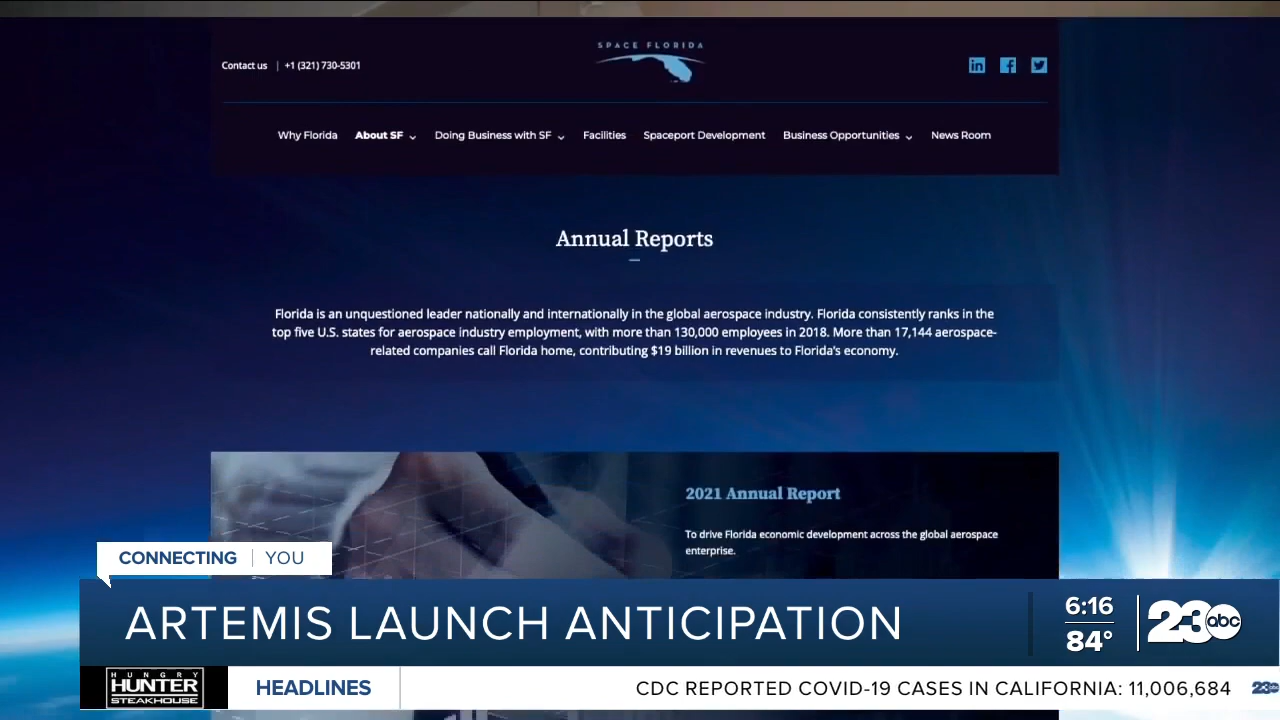 SPACE FLORIDA
Contact us | +1 (321) 730-5301
Why Florida About SF Doing Business with SF Facilities Spaceport Development Business Opportunities News Room
Annual Reports
Florida is an unquestioned leader nationally and internationally in the global aerospace industry. Florida consistently ranks in the
top five U.S. states for aerospace industry employment, with more than 130,000 employees in 2018. More than 17,144 aerospace-
related companies call Florida home, contributing $19 billion in revenues to Florida's economy.
2021 Annual Report
To drive Florida economic development across the global aerospace
enterprise.
CONNECTING | YOU
ARTEMIS LAUNCH ANTICIPATION
6:16
84°
23 abc
HUNGRY
HUNTER
STEAKHOUSE
HEADLINES
CDC REPORTED COVID-19 CASES IN CALIFORNIA: 11,006,684
23